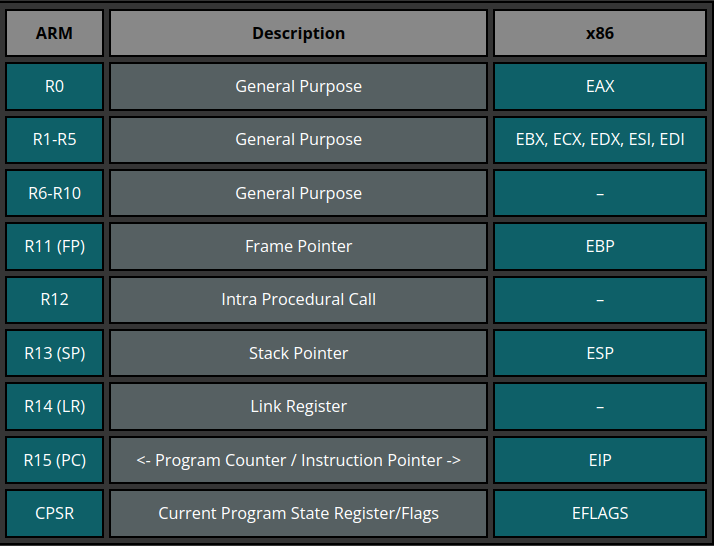 ARM Description x86
R0 General Purpose EAX
R1-R5 General Purpose EBX, ECX, EDX, ESI, EDI
R6-R10 General Purpose –
R11 (FP) Frame Pointer EBP
R12 Intra Procedural Call –
R13 (SP) Stack Pointer ESP
R14 (LR) Link Register –
R15 (PC) <- Program Counter / Instruction Pointer -> EIP
CPSR Current Program State Register/Flags EFLAGS